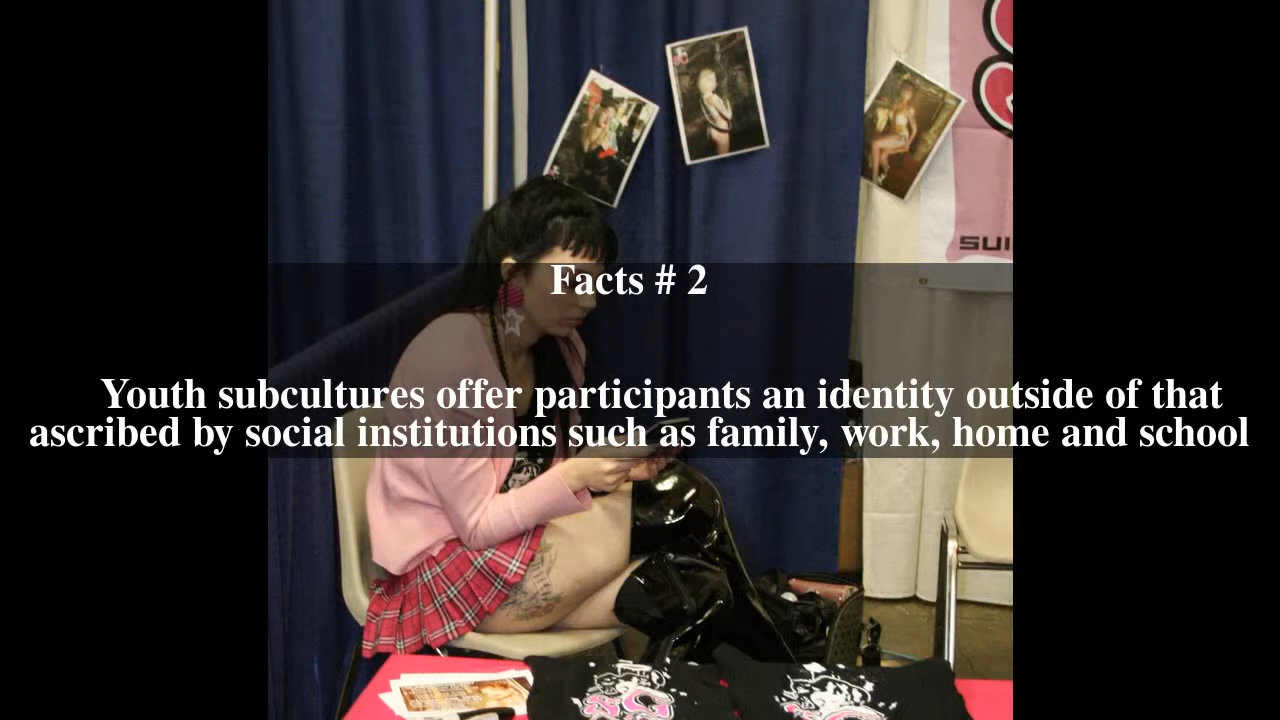 SUI
Facts # 2
Youth subcultures offer participants an identity outside of that
ascribed by social institutions such as family, work, home and school
SG